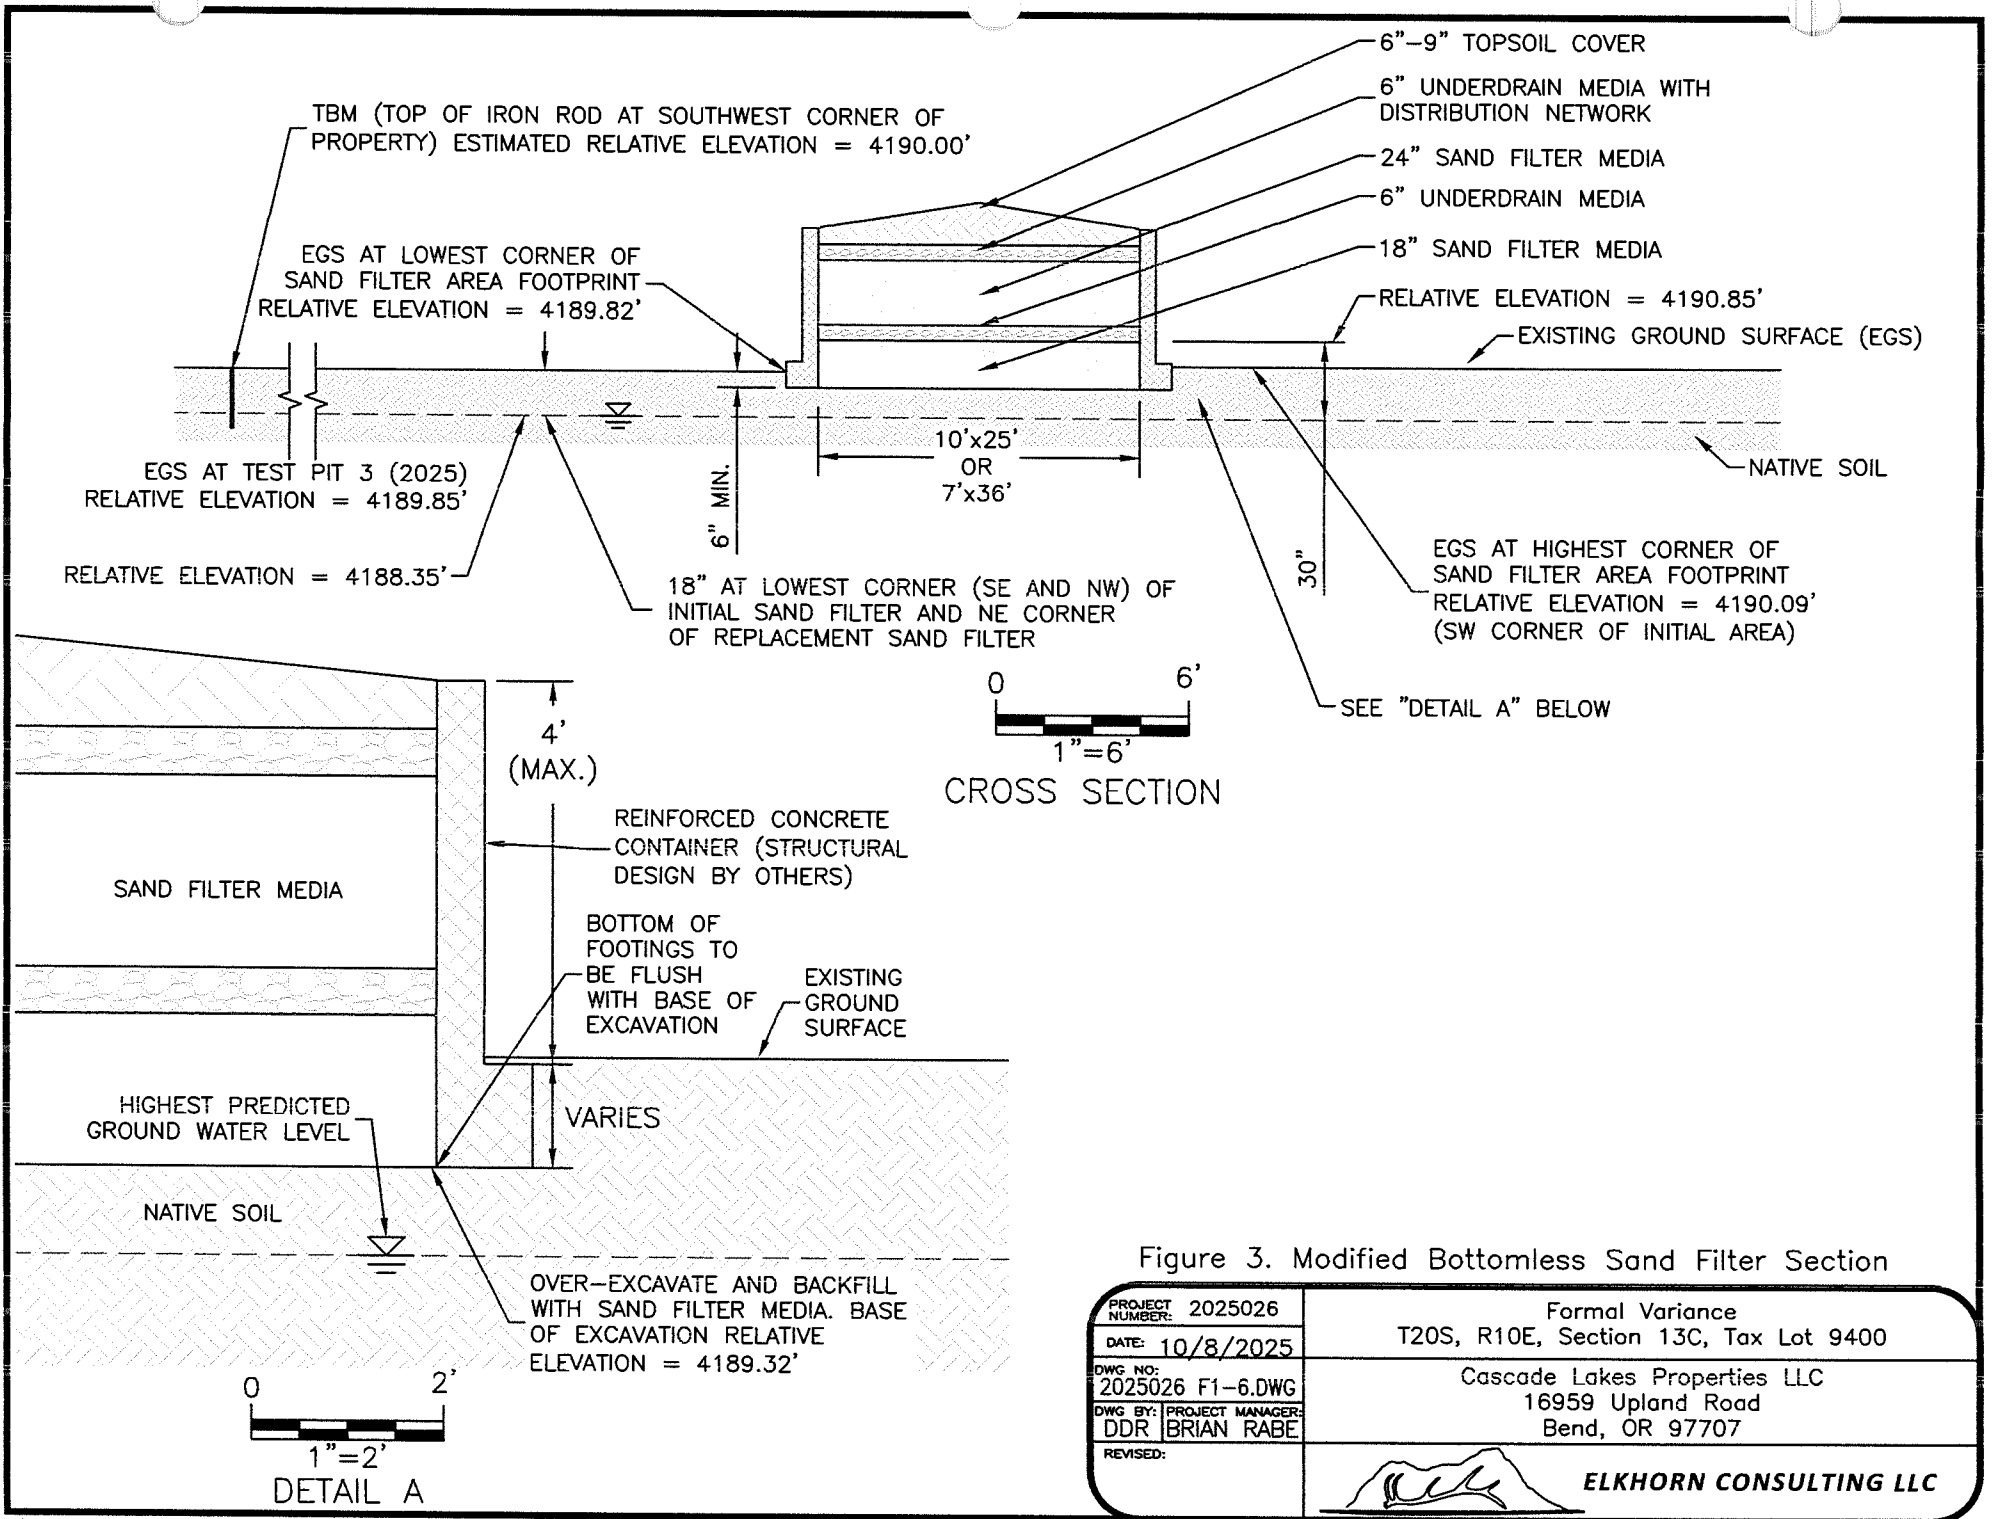 6"-9" TOPSOIL COVER
6" UNDERDRAIN MEDIA WITH
DISTRIBUTION NETWORK
24" SAND FILTER MEDIA
6" UNDERDRAIN MEDIA
18" SAND FILTER MEDIA
RELATIVE ELEVATION = 4190.85'
EXISTING GROUND SURFACE (EGS)
TBM (TOP OF IRON ROD AT SOUTHWEST CORNER OF
PROPERTY) ESTIMATED RELATIVE ELEVATION = 4190.00'
EGS AT LOWEST CORNER OF
SAND FILTER AREA FOOTPRINT
RELATIVE ELEVATION = 4189.82'
EGS AT TEST PIT 3 (2025)
RELATIVE ELEVATION = 4189.85'
RELATIVE ELEVATION = 4188.35'
6" MIN.
10'x25'
OR
7'x36'
30"
NATIVE SOIL
18" AT LOWEST CORNER (SE AND NW) OF
INITIAL SAND FILTER AND NE CORNER
OF REPLACEMENT SAND FILTER
EGS AT HIGHEST CORNER OF
SAND FILTER AREA FOOTPRINT
RELATIVE ELEVATION = 4190.09'
(SW CORNER OF INITIAL AREA)
SEE "DETAIL A" BELOW
0 6'
1"=6'
CROSS SECTION
4'
(MAX.)
REINFORCED CONCRETE
CONTAINER (STRUCTURAL
DESIGN BY OTHERS)
SAND FILTER MEDIA
BOTTOM OF
FOOTINGS TO
BE FLUSH
WITH BASE OF
EXCAVATION
EXISTING
GROUND
SURFACE
HIGHEST PREDICTED
GROUND WATER LEVEL
VARIES
NATIVE SOIL
OVER-EXCAVATE AND BACKFILL
WITH SAND FILTER MEDIA. BASE
OF EXCAVATION RELATIVE
ELEVATION = 4189.32'
0 2'
1"=2'
DETAIL A
Figure 3. Modified Bottomless Sand Filter Section
PROJECT NUMBER: 2025026
DATE: 10/8/2025
DWG NO:
2025026 F1-6.DWG
DWG BY: DDR
PROJECT MANAGER: BRIAN RABE
REVISED:
Formal Variance
T20S, R10E, Section 13C, Tax Lot 9400
Cascade Lakes Properties LLC
16959 Upland Road
Bend, OR 97707
ELKHORN CONSULTING LLC